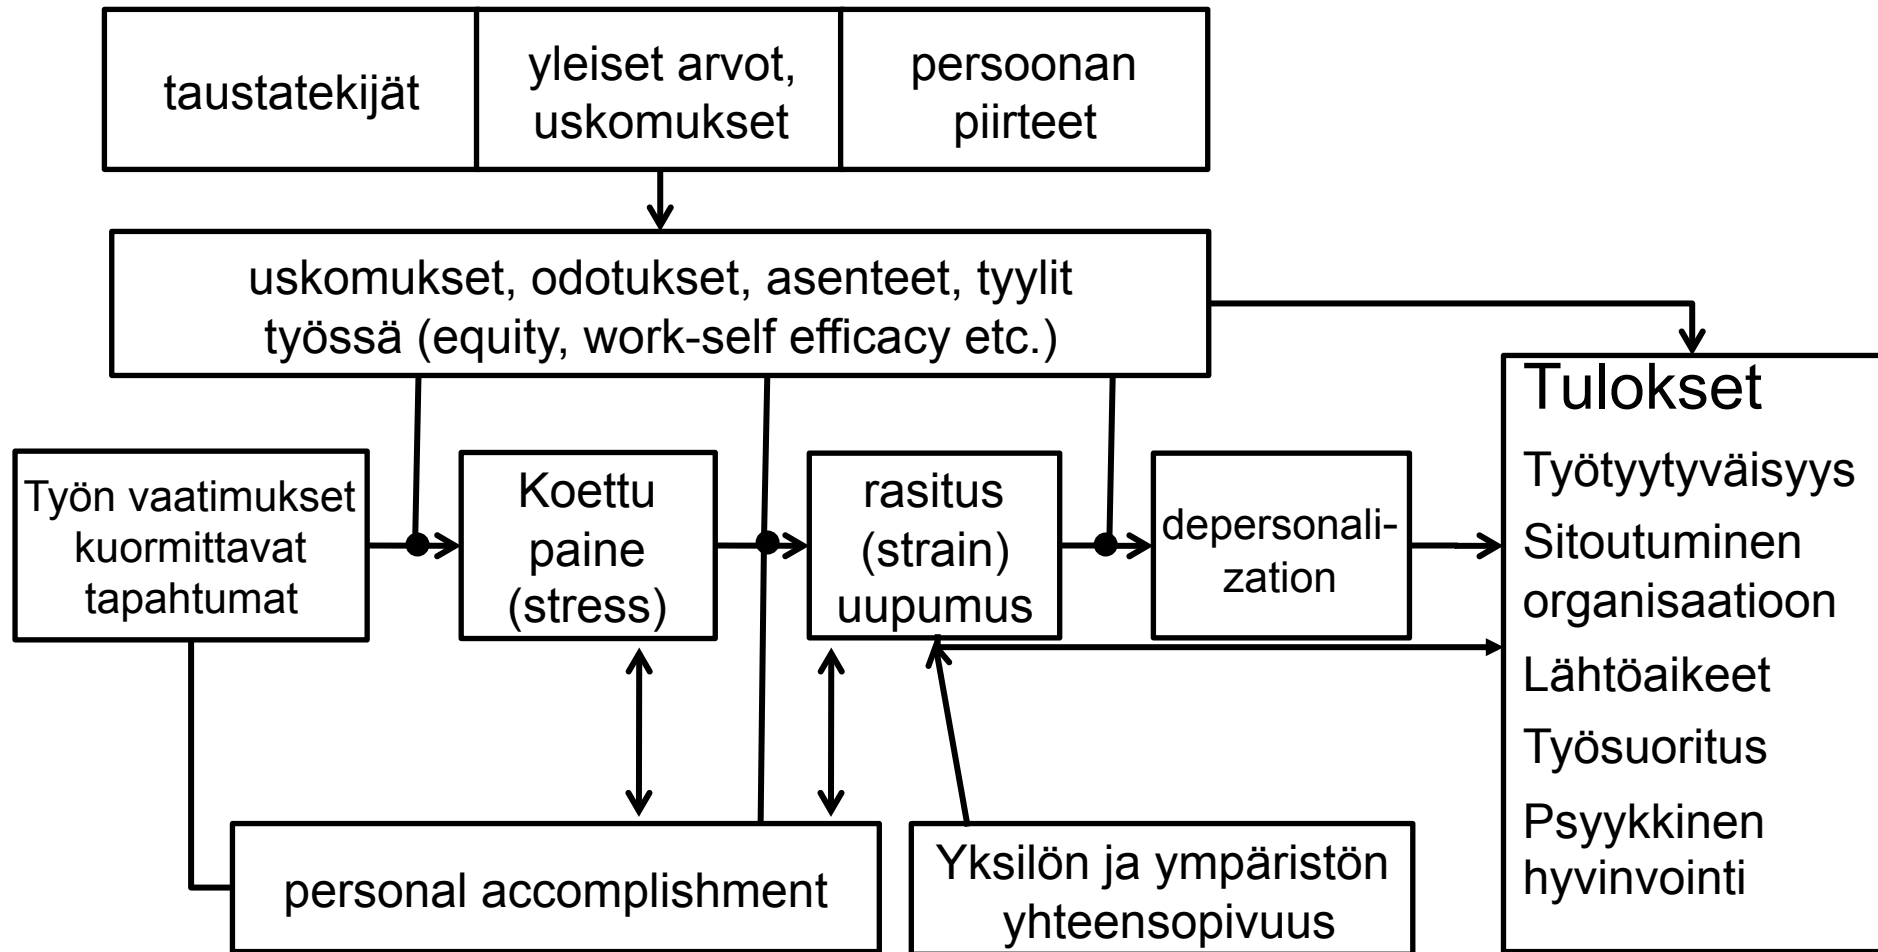 taustatekijät
yleiset arvot,
uskomukset
persoonan
piirteet
uskomukset, odotukset, asenteet, tyylit
työssä (equity, work-self efficacy etc.)
Työn vaatimukset
kuormittavat
tapahtumat
Koettu
paine
(stress)
rasitus
(strain)
uupumus
depersonali-
zation
Tulokset
Työtyytyväisyys
Sitoutuminen
organisaatioon
Lähtöaikeet
Työsuoritus
Psyykkinen
hyvinvointi
personal accomplishment
Yksilön ja ympäristön
yhteensopivuus